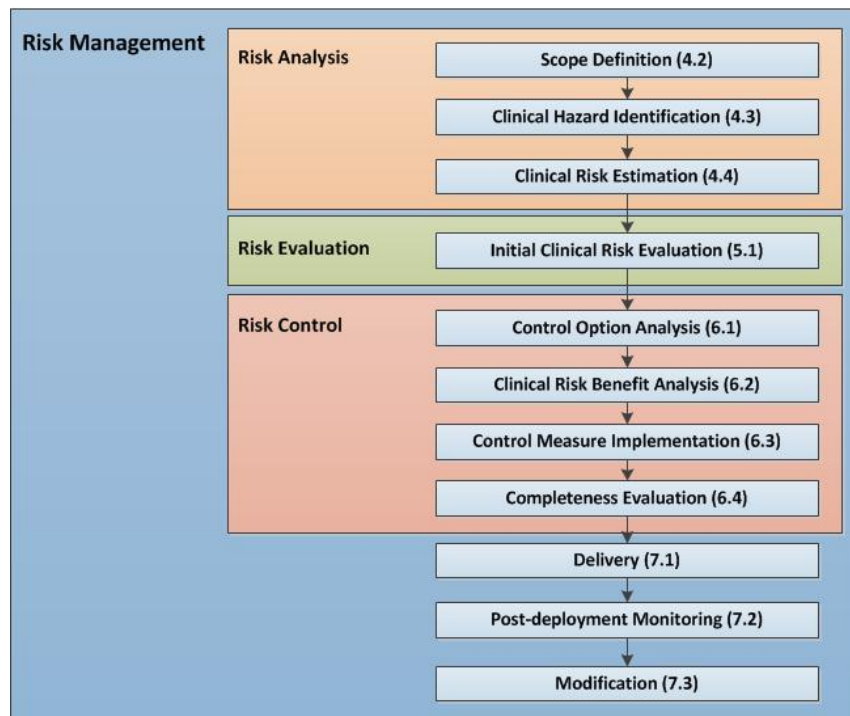 Risk Management
Risk Analysis
Scope Definition (4.2)
Clinical Hazard Identification (4.3)
Clinical Risk Estimation (4.4)
Risk Evaluation
Initial Clinical Risk Evaluation (5.1)
Risk Control
Control Option Analysis (6.1)
Clinical Risk Benefit Analysis (6.2)
Control Measure Implementation (6.3)
Completeness Evaluation (6.4)
Delivery (7.1)
Post-deployment Monitoring (7.2)
Modification (7.3)